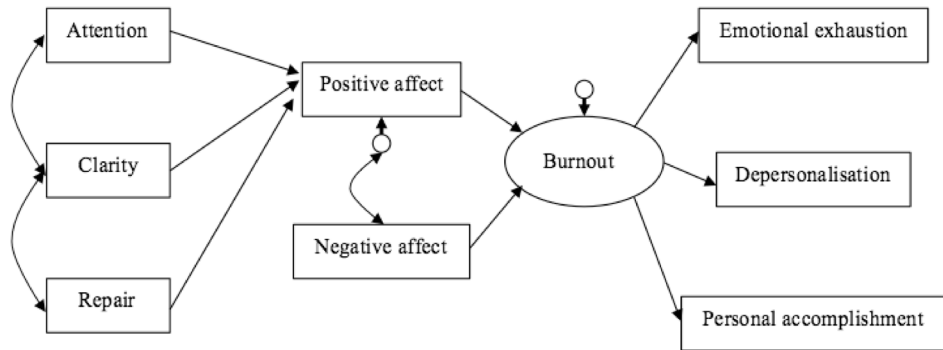 Attention
Emotional exhaustion
Positive affect
Clarity
Burnout
Depersonalisation
Negative affect
Repair
Personal accomplishment